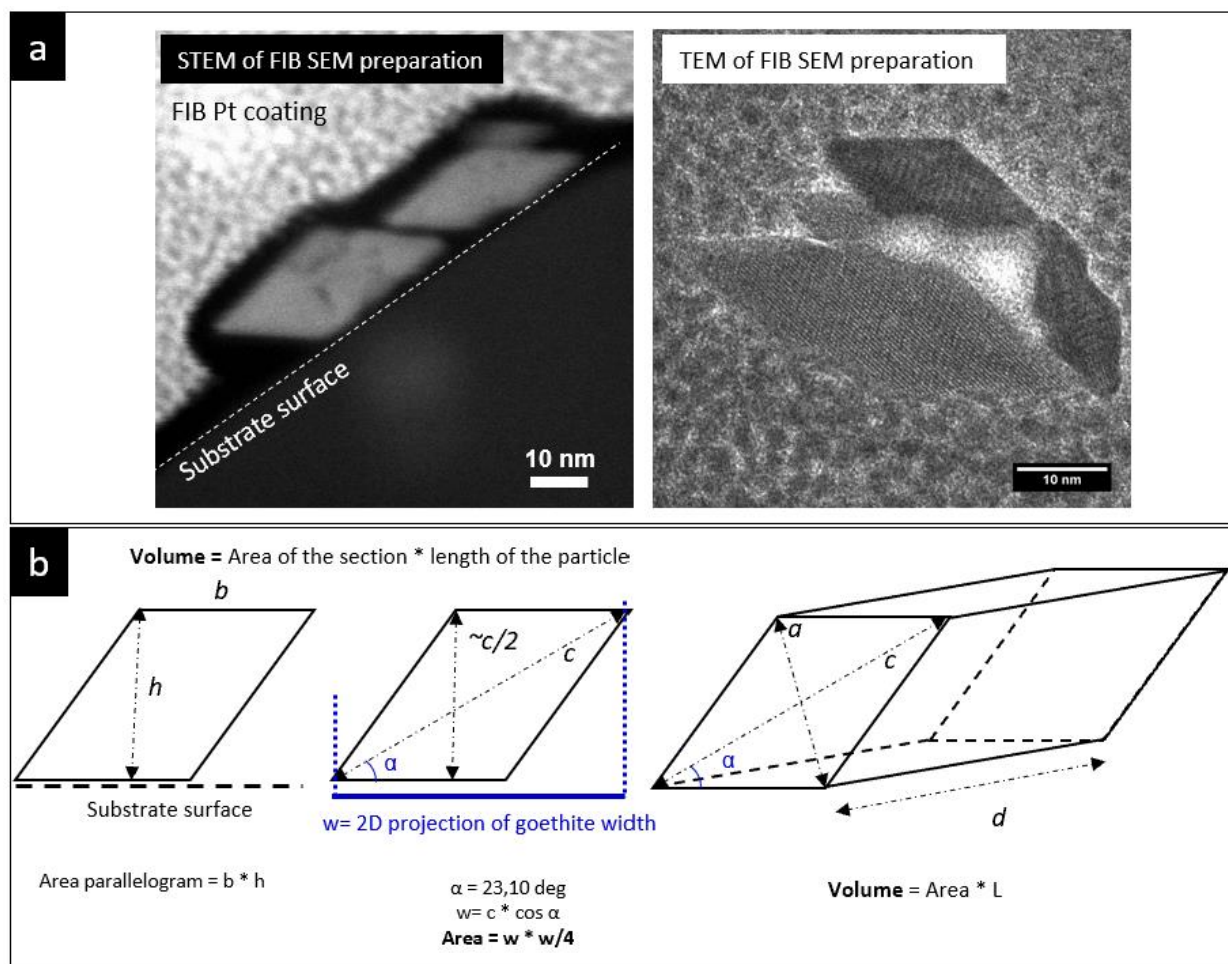 a
STEM of FIB SEM preparation
FIB Pt coating
Substrate surface
10 nm
TEM of FIB SEM preparation
10 nm
b
Volume = Area of the section * length of the particle
b
h
Substrate surface
Area parallelogram = b * h
~c/2
c
α
w= 2D projection of goethite width
α = 23,10 deg
w= c * cos α
Area = w * w/4
a
c
α
d
Volume = Area * L